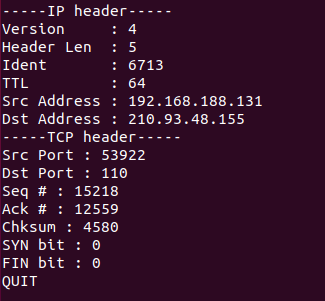 -----IP header-----
Version     : 4
Header Len  : 5
Ident       : 6713
TTL         : 64
Src Address : 192.168.188.131
Dst Address : 210.93.48.155
-----TCP header-----
Src Port : 53922
Dst Port : 110
Seq # : 15218
Ack # : 12559
Chksum : 4580
SYN bit : 0
FIN bit : 0
QUIT